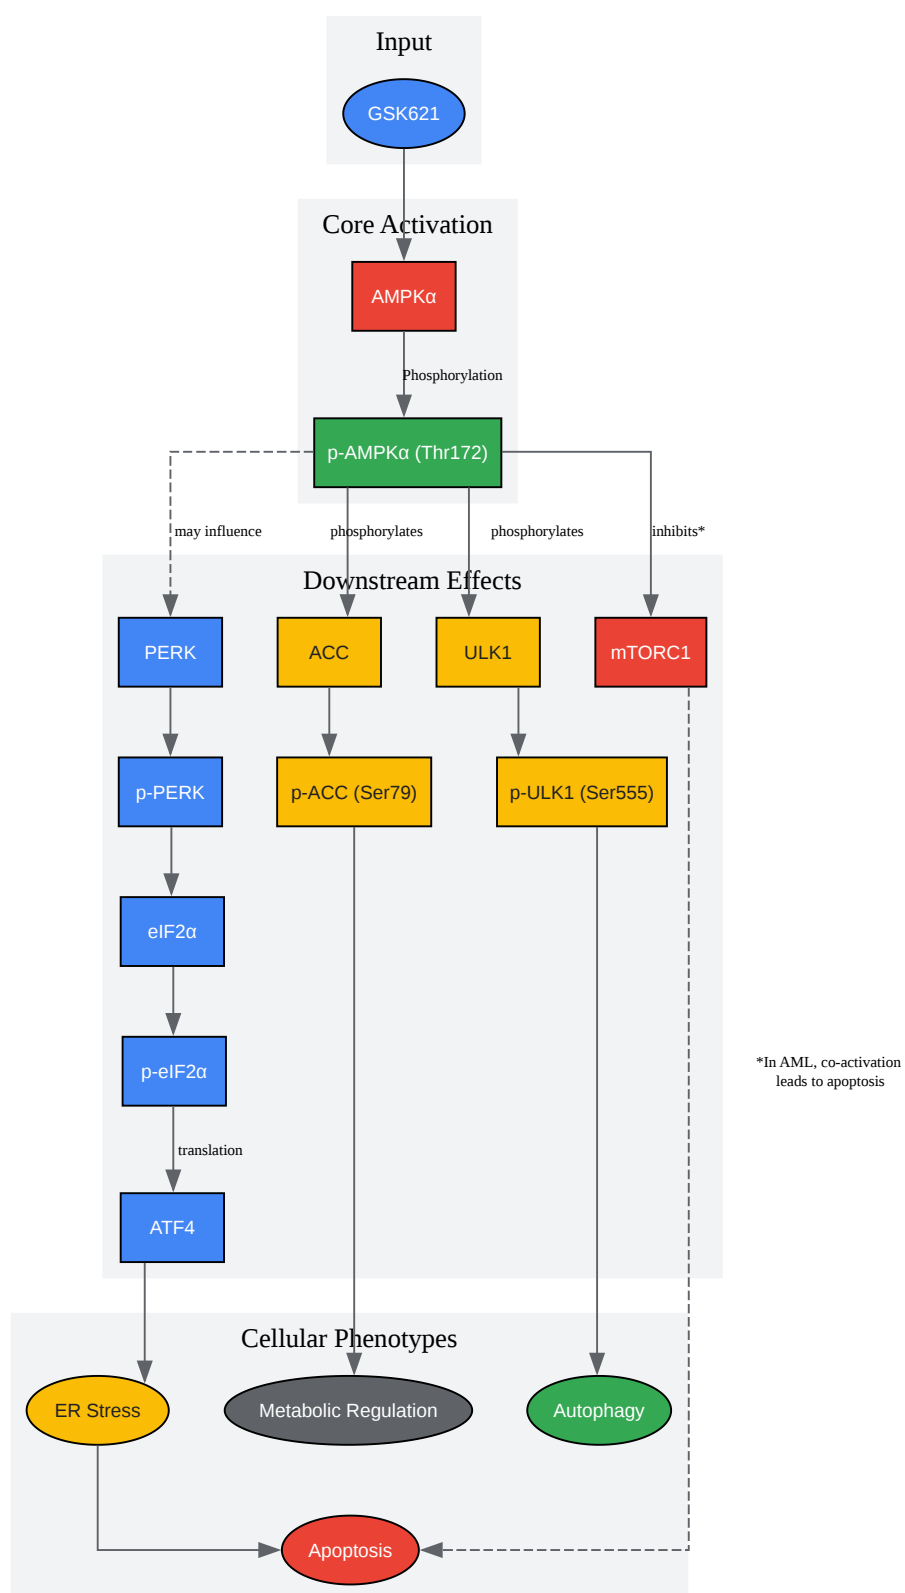 Input
GSK621
Core Activation
AMPKα
Phosphorylation
p-AMPKα (Thr172)
may influence
phosphorylates
phosphorylates
inhibits*
Downstream Effects
PERK
ACC
ULK1
mTORC1
p-PERK
p-ACC (Ser79)
p-ULK1 (Ser555)
eIF2α
p-eIF2α
*In AML, co-activation
leads to apoptosis
translation
ATF4
Cellular Phenotypes
ER Stress
Metabolic Regulation
Autophagy
Apoptosis